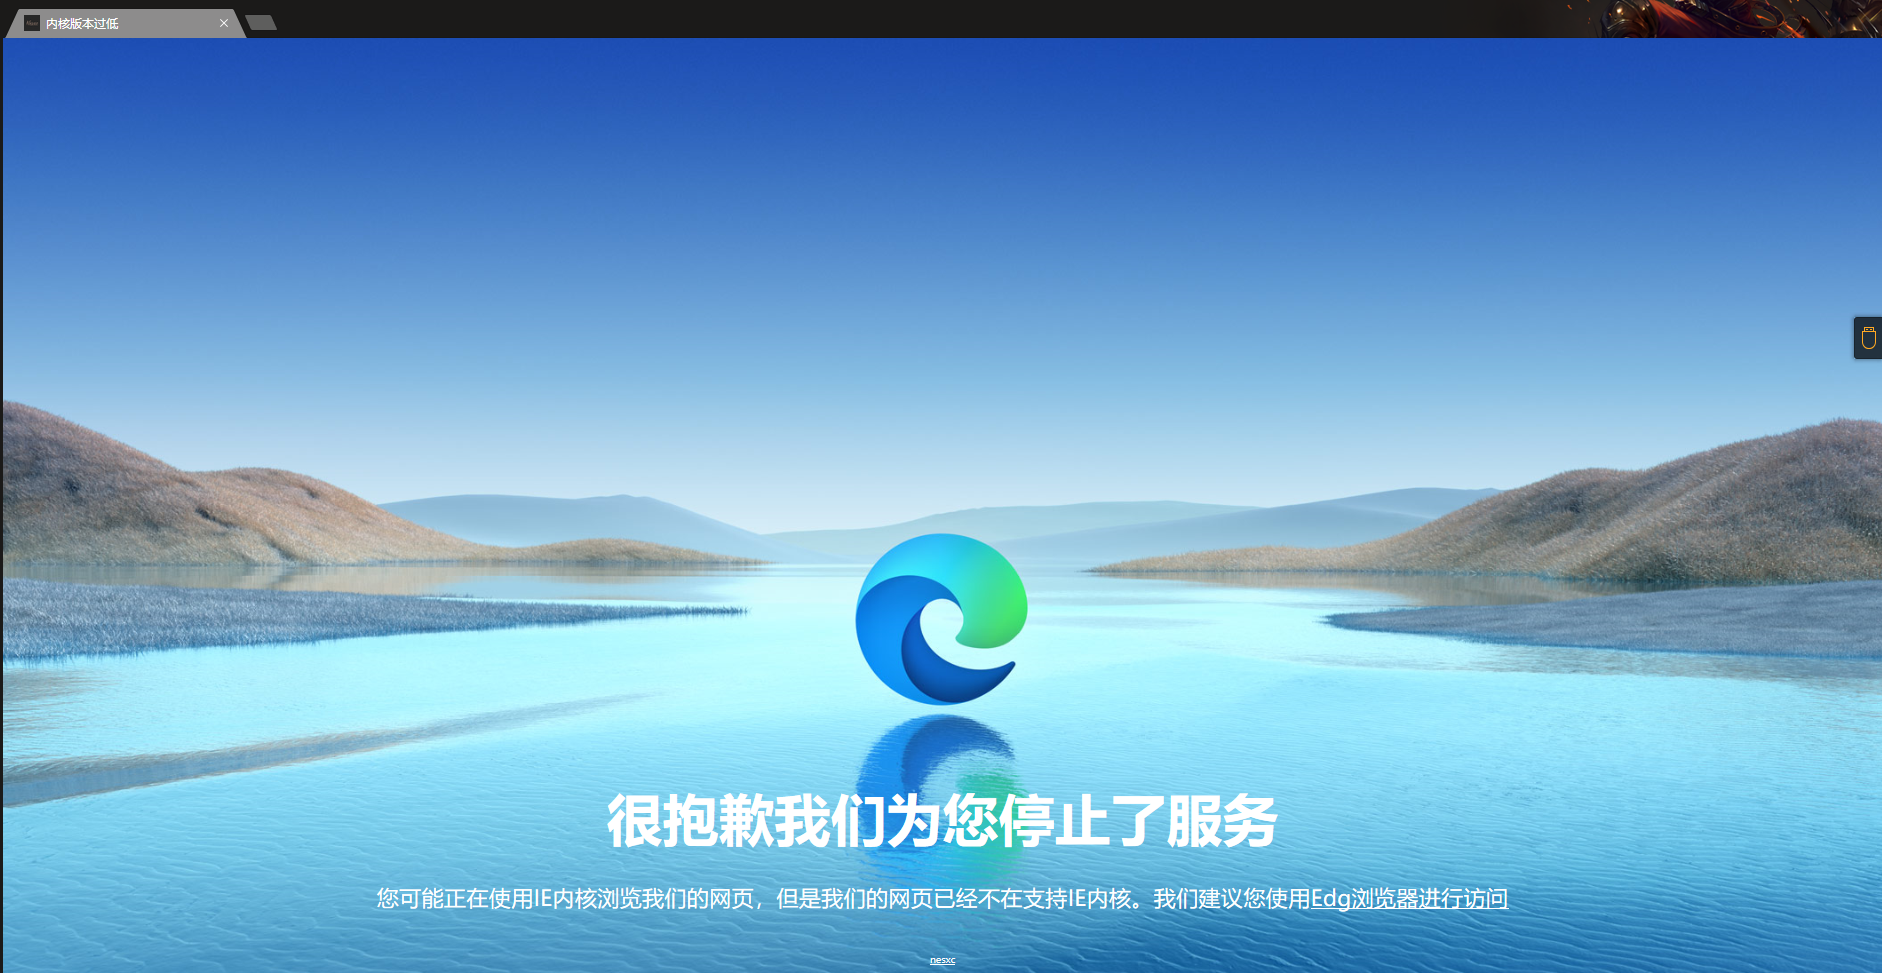 内核版本过低
很抱歉我们为您停止了服务
您可能正在使用IE内核浏览我们的网页，但是我们的网页已经不在支持IE内核。我们建议您使用Edg浏览器进行访问
nesxc